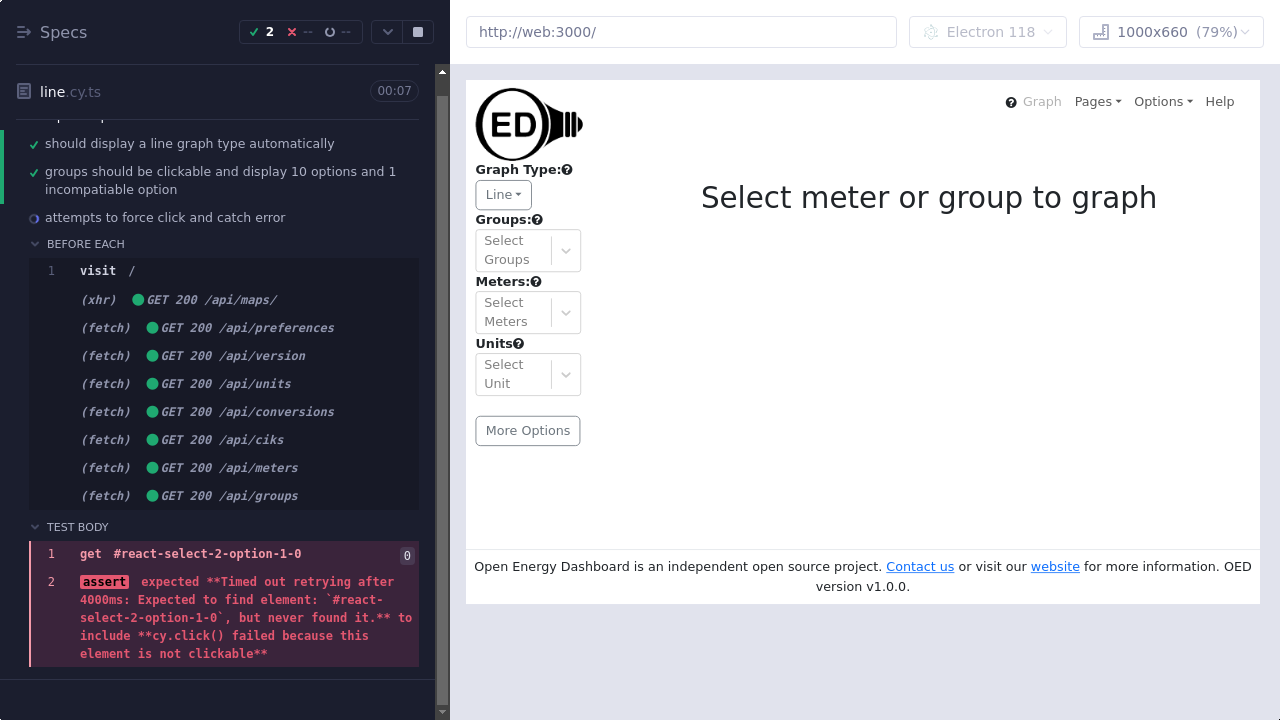 Specs
2
--
--
line.cy.ts
00:07
should display a line graph type automatically
groups should be clickable and display 10 options and 1
incompatiable option
attempts to force click and catch error
BEFORE EACH
1 visit /
(xhr) GET 200 /api/maps/
(fetch) GET 200 /api/preferences
(fetch) GET 200 /api/version
(fetch) GET 200 /api/units
(fetch) GET 200 /api/conversions
(fetch) GET 200 /api/ciks
(fetch) GET 200 /api/meters
(fetch) GET 200 /api/groups
TEST BODY
1 get #react-select-2-option-1-0 0
2 assert expected **Timed out retrying after
4000ms: Expected to find element: `#react-
select-2-option-1-0`, but never found it.** to
include **cy.click() failed because this
element is not clickable**
http://web:3000/
Electron 118
1000x660 (79%)
ED
Graph Pages Options Help
Graph Type:
Line
Groups:
Select
Groups
Meters:
Select
Meters
Units
Select
Unit
More Options
Select meter or group to graph
Open Energy Dashboard is an independent open source project. Contact us or visit our website for more information. OED
version v1.0.0.